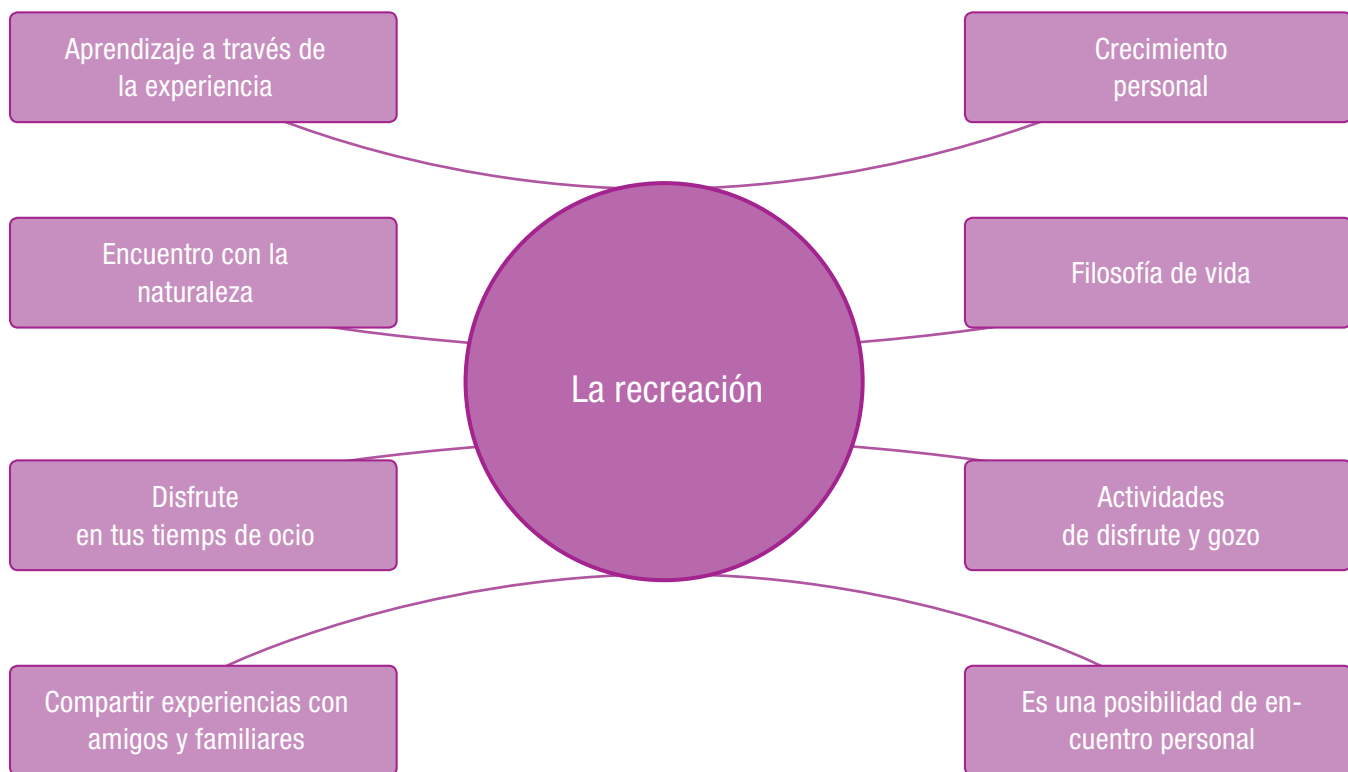 Aprendizaje a través de
la experiencia
Crecimiento
personal
Encuentro con la
naturaleza
Filosofía de vida
La recreación
Disfrute
en tus tiemps de ocio
Actividades
de disfrute y gozo
Compartir experiencias con
amigos y familiares
Es una posibilidad de en-
cuentro personal